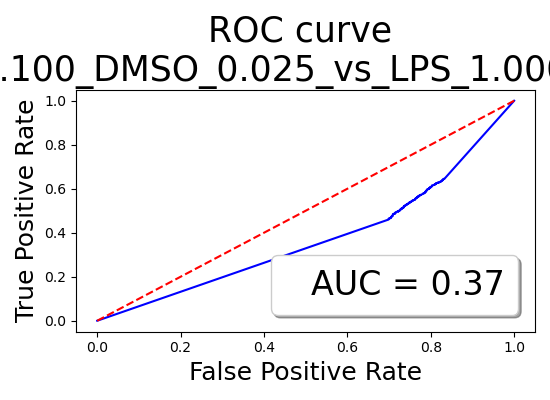 ROC curve
.100_DMSO_0.025_vs_LPS_1.000
True Positive Rate
1.0
0.8
0.6
0.4
0.2
0.0
AUC = 0.37
0.0 0.2 0.4 0.6 0.8 1.0
False Positive Rate